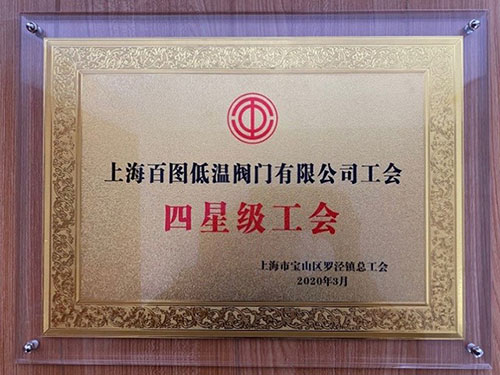 上海百图低温阀门有限公司工会
四星级工会
上海市宝山区罗泾镇总工会
2020年3月